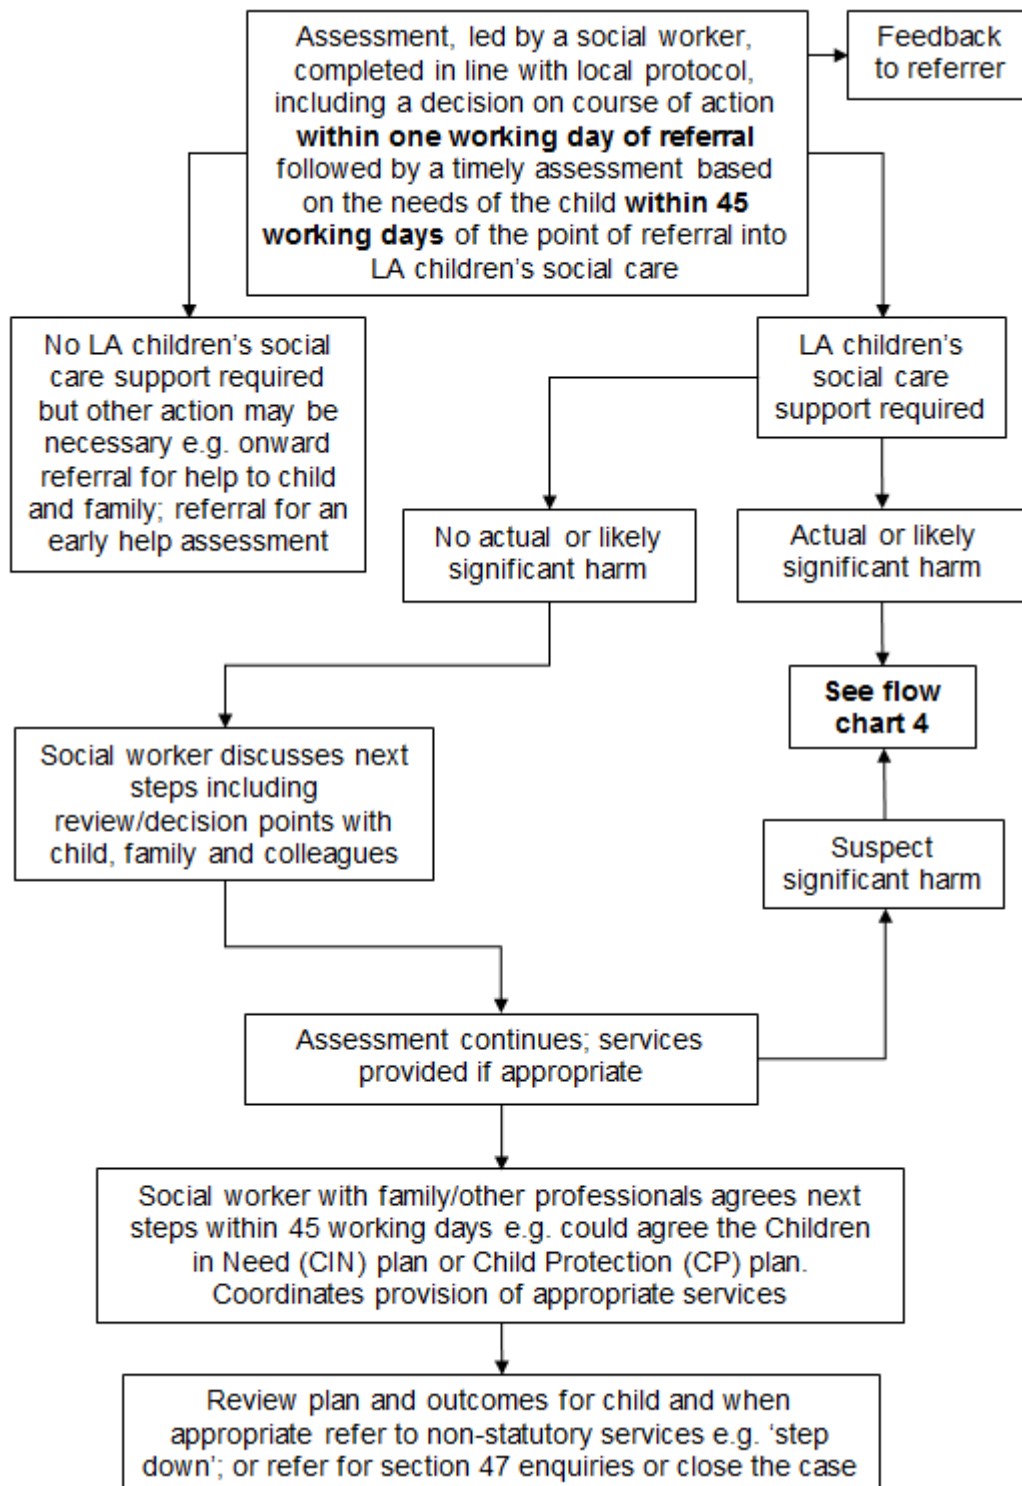 Assessment, led by a social worker,
completed in line with local protocol,
including a decision on course of action
within one working day of referral
followed by a timely assessment based
on the needs of the child within 45
working days of the point of referral into
LA children’s social care
Feedback
to referrer
No LA children’s social
care support required
but other action may be
necessary e.g. onward
referral for help to child
and family; referral for an
early help assessment
LA children’s
social care
support required
No actual or likely
significant harm
Actual or likely
significant harm
See flow
chart 4
Social worker discusses next
steps including
review/decision points with
child, family and colleagues
Suspect
significant harm
Assessment continues; services
provided if appropriate
Social worker with family/other professionals agrees next
steps within 45 working days e.g. could agree the Children
in Need (CIN) plan or Child Protection (CP) plan.
Coordinates provision of appropriate services
Review plan and outcomes for child and when
appropriate refer to non-statutory services e.g. ‘step
down’; or refer for section 47 enquiries or close the case